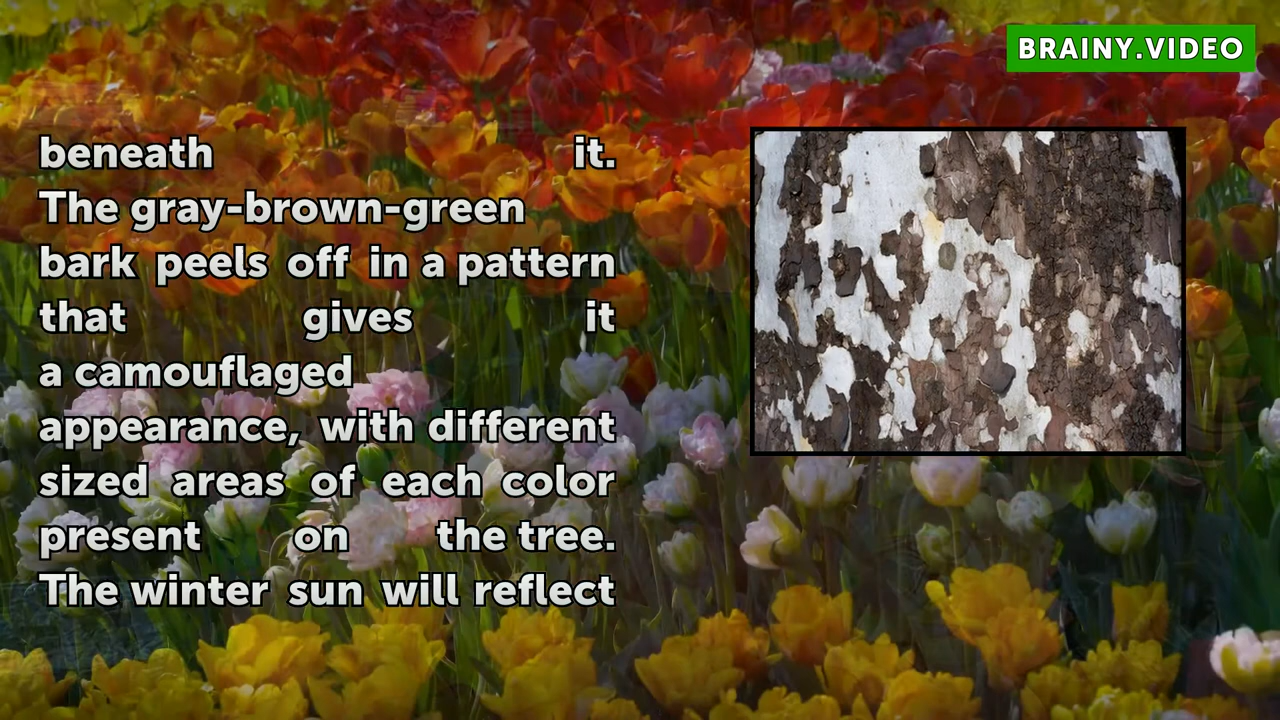 BRAINY.VIDEO
beneath it.
The gray-brown-green
bark peels off in a pattern
that gives it
a camouflaged
appearance, with different
sized areas of each color
present on the tree.
The winter sun will reflect